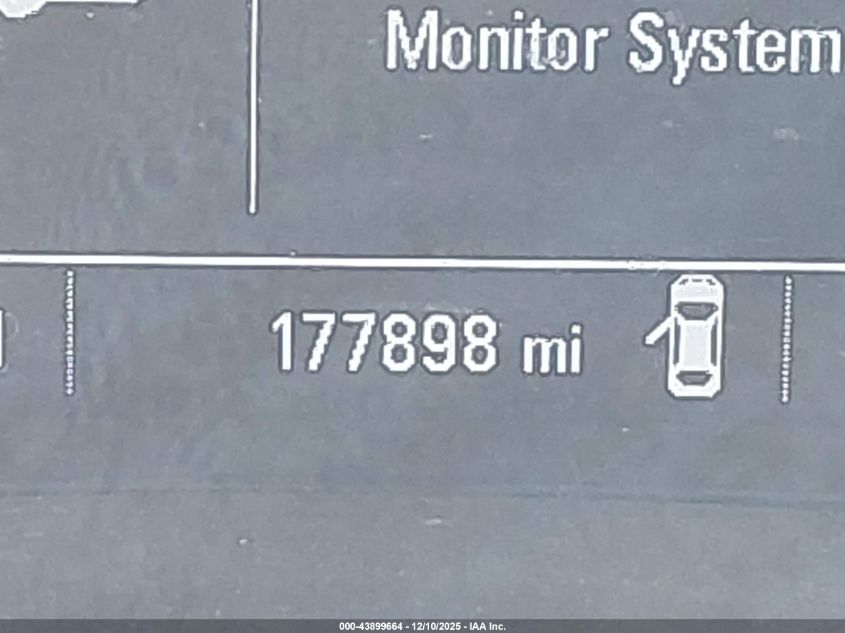 Monitor System
177898 mi
000-43899664 - 12/10/2025 - IAA Inc.